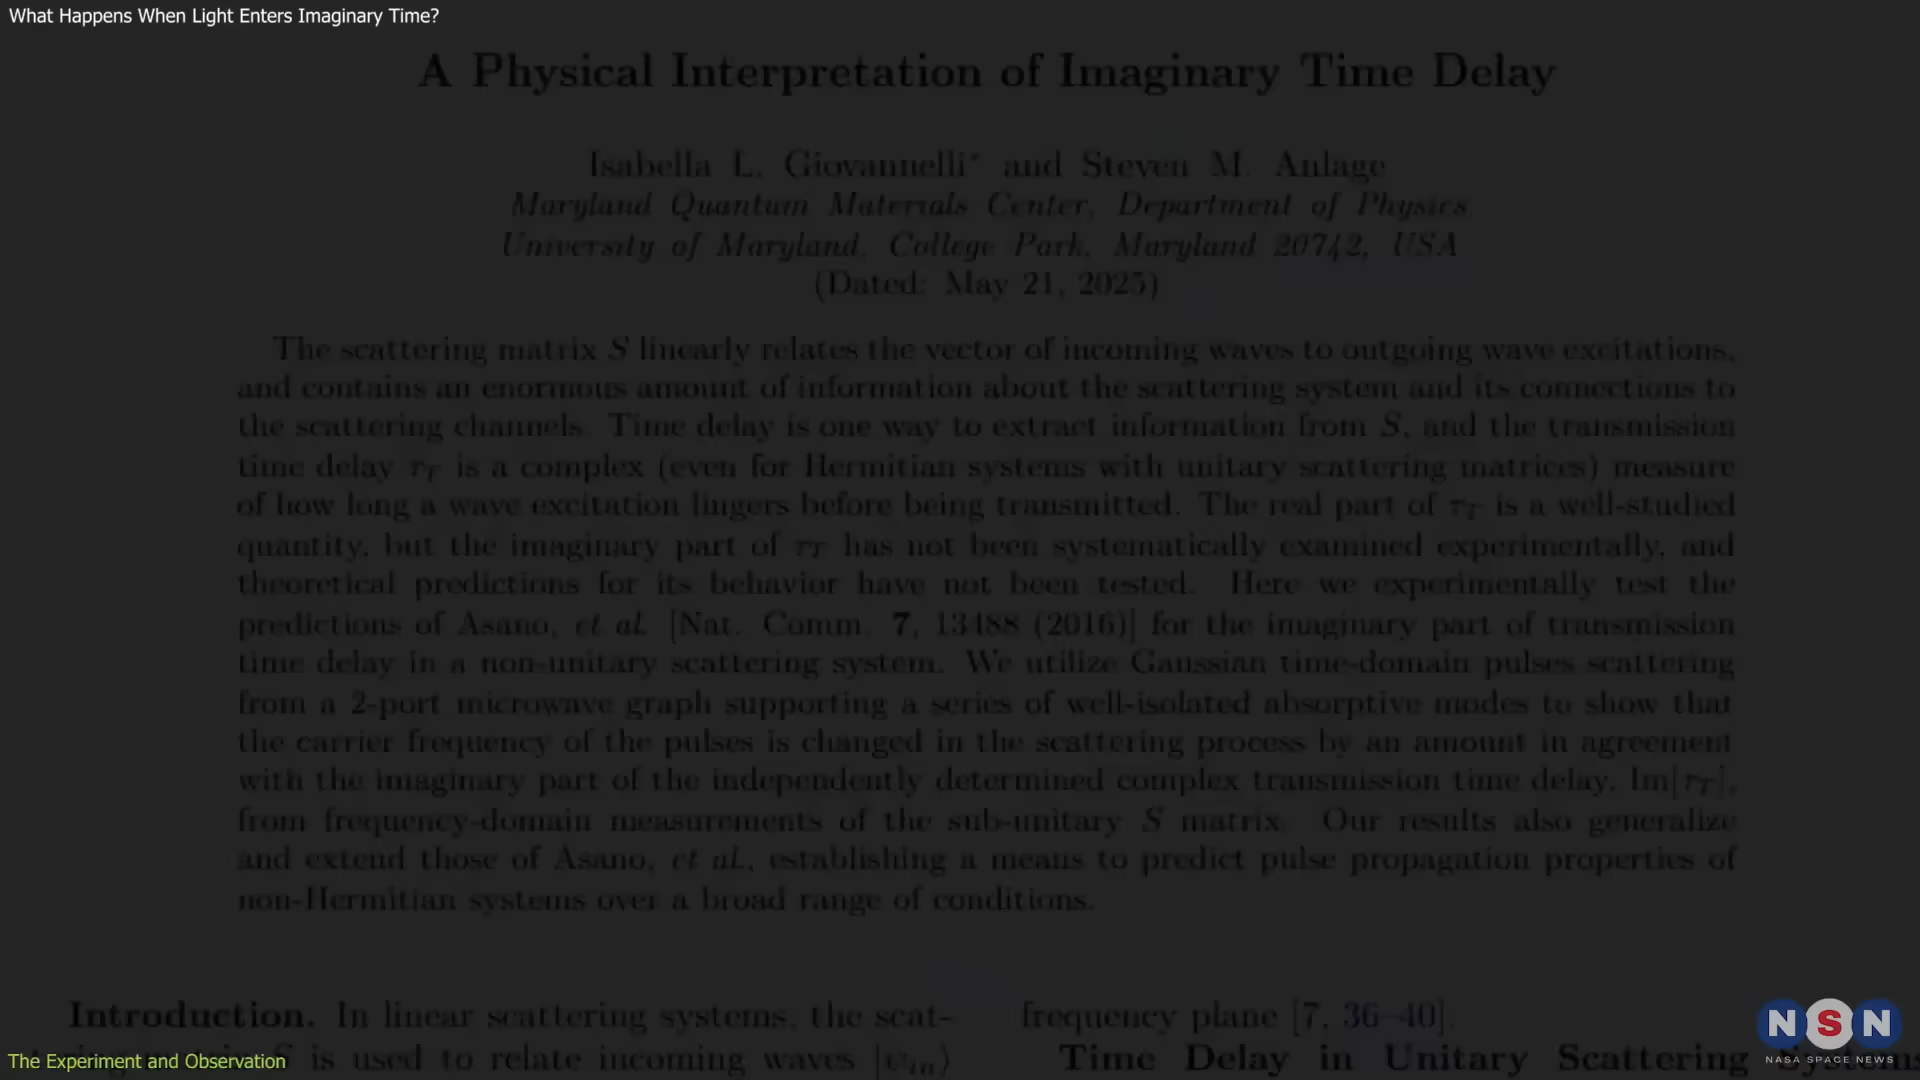 What Happens When Light Enters Imaginary Time?
A Physical Interpretation of Imaginary Time Delay
Isabella L. Giovannelli* and Steven M. Anlage
Maryland Quantum Materials Center, Department of Physics
University of Maryland, College Park, Maryland 20742, USA
(Dated: May 21, 2025)
The scattering matrix S linearly relates the vector of incoming waves to outgoing wave excitations,
and contains an enormous amount of information about the scattering system and its connections to
the scattering channels. Time delay is one way to extract information from S, and the transmission
time delay τT is a complex (even for Hermitian systems with unitary scattering matrices) measure
of how long a wave excitation lingers before being transmitted. The real part of τT is a well-studied
quantity, but the imaginary part of τT has not been systematically examined experimentally, and
theoretical predictions for its behavior have not been tested. Here we experimentally test the
predictions of Asano, et al. [Nat. Comm. 7, 13488 (2016)] for the imaginary part of transmission
time delay in a non-unitary scattering system. We utilize Gaussian time-domain pulses scattering
from a 2-port microwave graph supporting a series of well-isolated absorptive modes to show that
the carrier frequency of the pulses is changed in the scattering process by an amount in agreement
with the imaginary part of the independently determined complex transmission time delay, Im[τT],
from frequency-domain measurements of the sub-unitary S matrix. Our results also generalize
and extend those of Asano, et al., establishing a means to predict pulse propagation properties of
non-Hermitian systems over a broad range of conditions.
Introduction. In linear scattering systems, the scat-
is used to relate incoming waves |ψin⟩
frequency plane [7, 36–40].
Time Delay in Unitary Scattering Systems
The Experiment and Observation
NSN
NASA SPACE NEWS